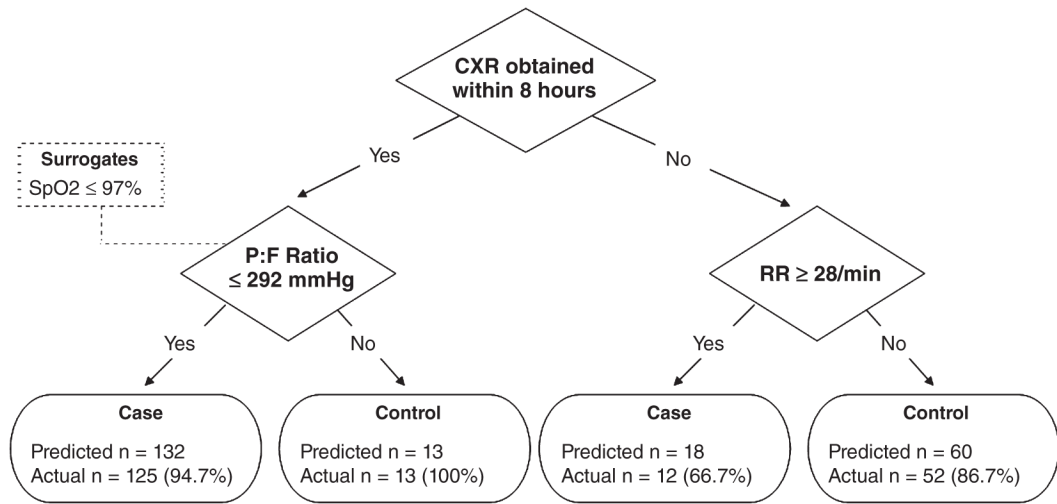 CXR obtained
within 8 hours
Yes
No
Surrogates
SpO2 ≤ 97%
P:F Ratio
≤ 292 mmHg
RR ≥ 28/min
Yes
No
Yes
No
Case
Predicted n = 132
Actual n = 125 (94.7%)
Control
Predicted n = 13
Actual n = 13 (100%)
Case
Predicted n = 18
Actual n = 12 (66.7%)
Control
Predicted n = 60
Actual n = 52 (86.7%)